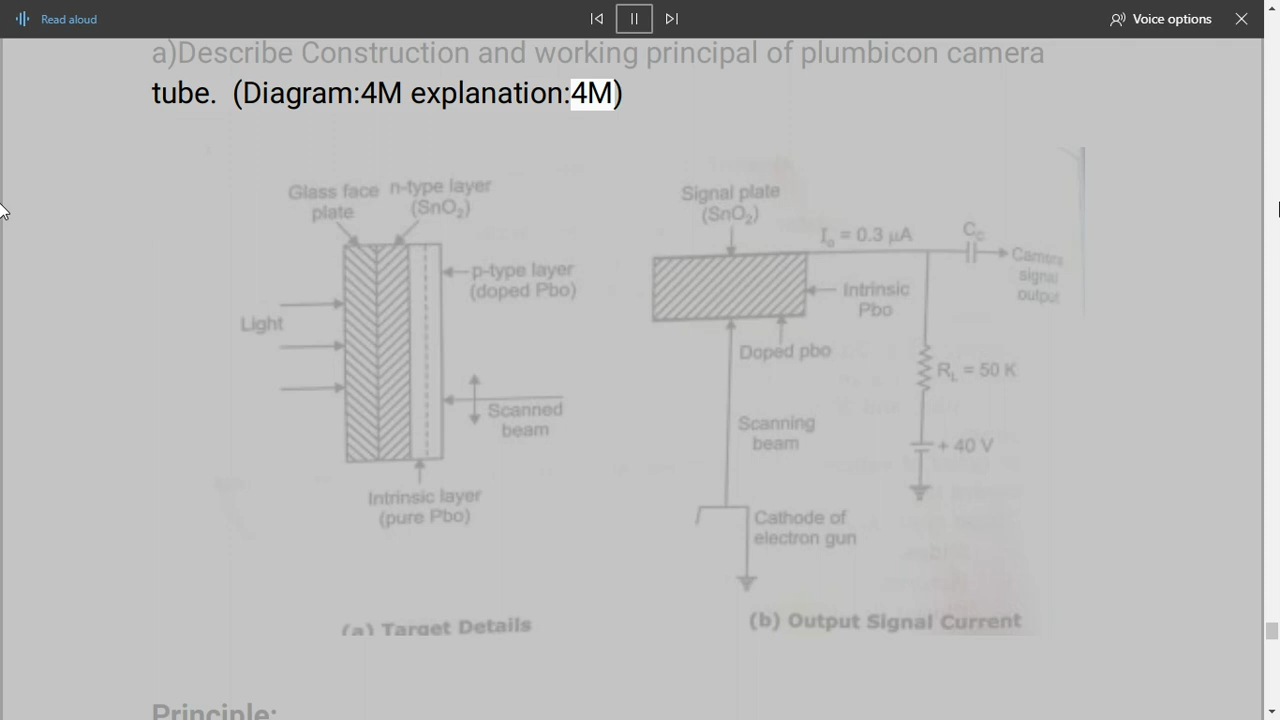 Read aloud
Voice options
a)Describe Construction and working principal of plumbicon camera
tube. (Diagram:4M explanation:4M)
Glass face plate
n-type layer (SnO₂)
p-type layer (doped Pbo)
Light
Scanned beam
Intrinsic layer (pure Pbo)
(a) Target Details
Signal plate (SnO₂)
I₀ = 0.3 μA
C꜀
Camera signal output
Intrinsic Pbo
Doped pbo
R_L = 50 K
Scanning beam
+ 40 V
Cathode of electron gun
(b) Output Signal Current
Principle: